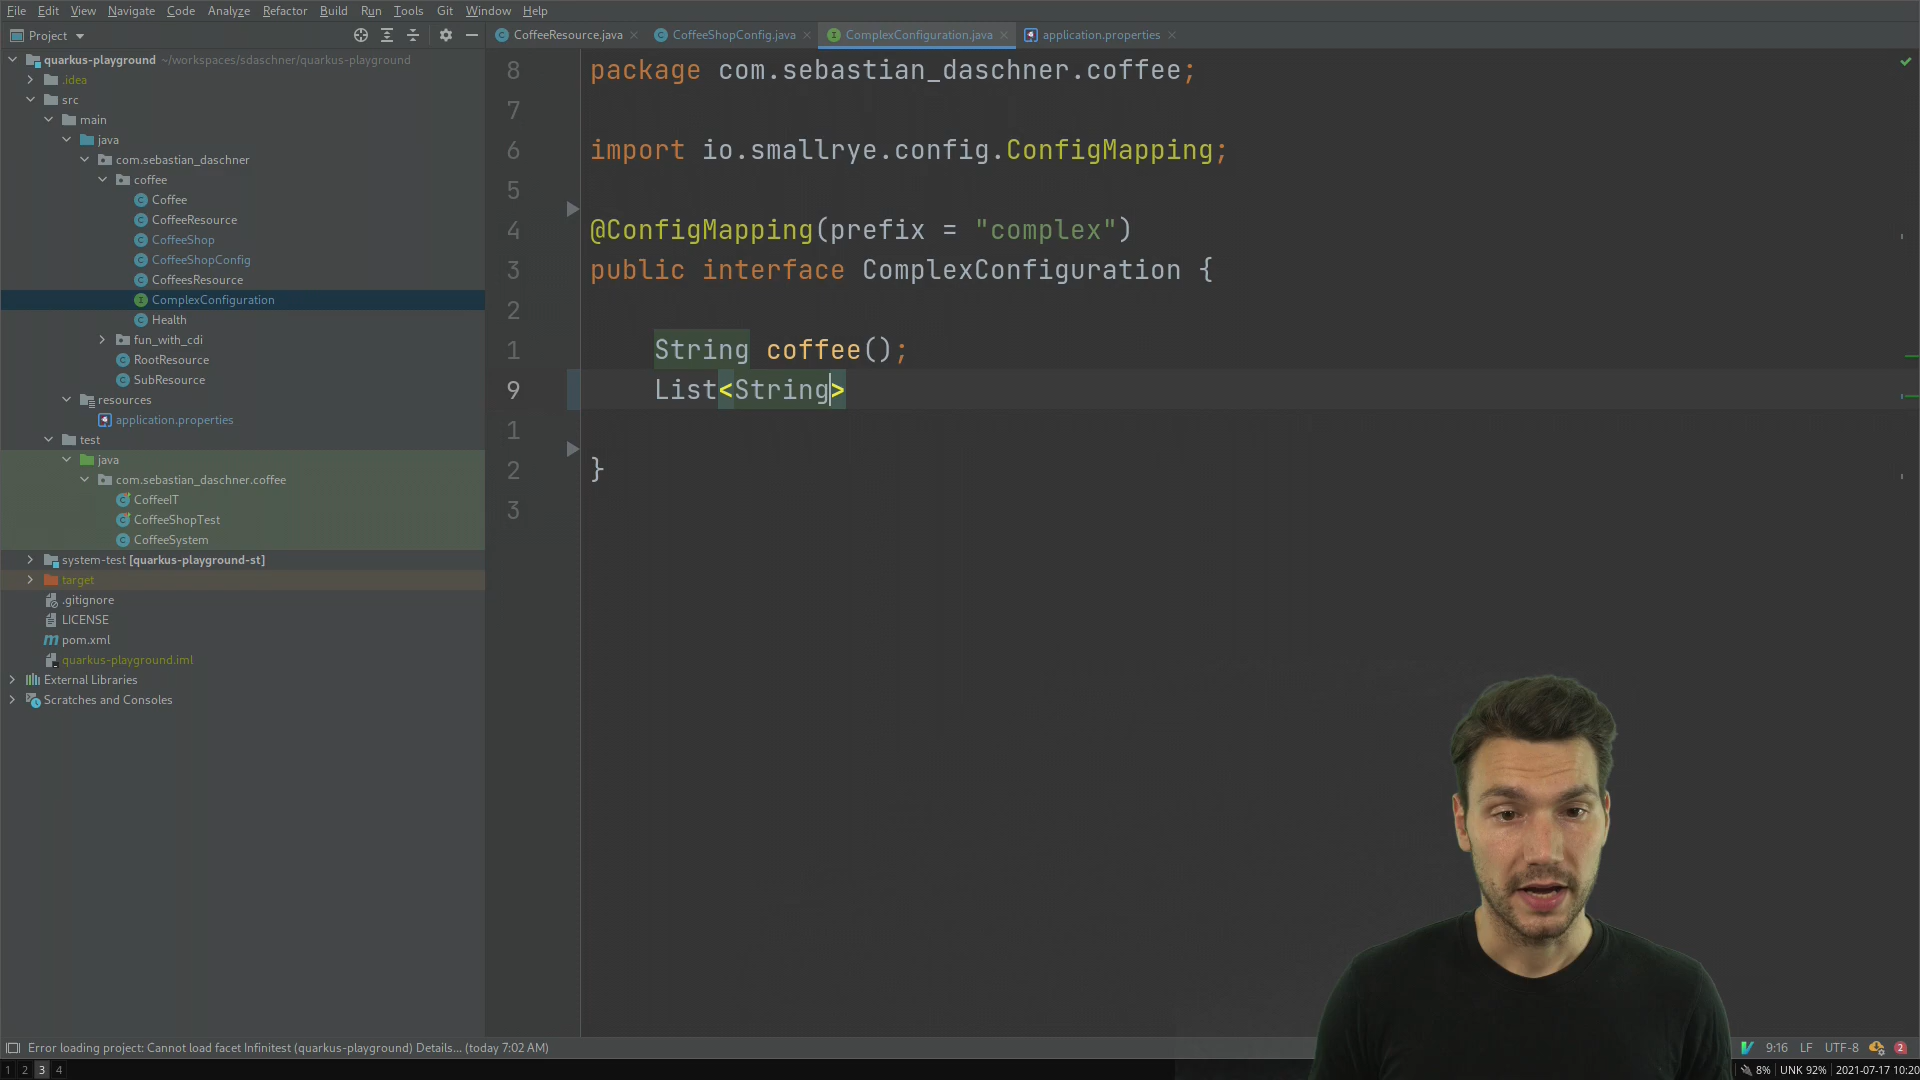 File Edit View Navigate Code Analyze Refactor Build Run Tools Git Window Help
Project
CoffeeResource.java
CoffeeShopConfig.java
ComplexConfiguration.java
application.properties
quarkus-playground ~/workspaces/sdaschner/quarkus-playground
.idea
src
main
java
com.sebastian_daschner
coffee
Coffee
CoffeeResource
CoffeeShop
CoffeeShopConfig
CoffeesResource
ComplexConfiguration
Health
fun_with_cdi
RootResource
SubResource
resources
application.properties
test
java
com.sebastian_daschner.coffee
CoffeeIT
CoffeeShopTest
CoffeeSystem
system-test [quarkus-playground-st]
target
.gitignore
LICENSE
pom.xml
quarkus-playground.iml
External Libraries
Scratches and Consoles
8 package com.sebastian_daschner.coffee;
7
6 import io.smallrye.config.ConfigMapping;
5
4 @ConfigMapping(prefix = "complex")
3 public interface ComplexConfiguration {
2
1 String coffee();
9 List<String>
1
2 }
3
Error loading project: Cannot load facet Infinitest (quarkus-playground) Details... (today 7:02 AM)
9:16 LF UTF-8 2
1 2 3 4
8% | UNK 92% | 2021-07-17 10:20